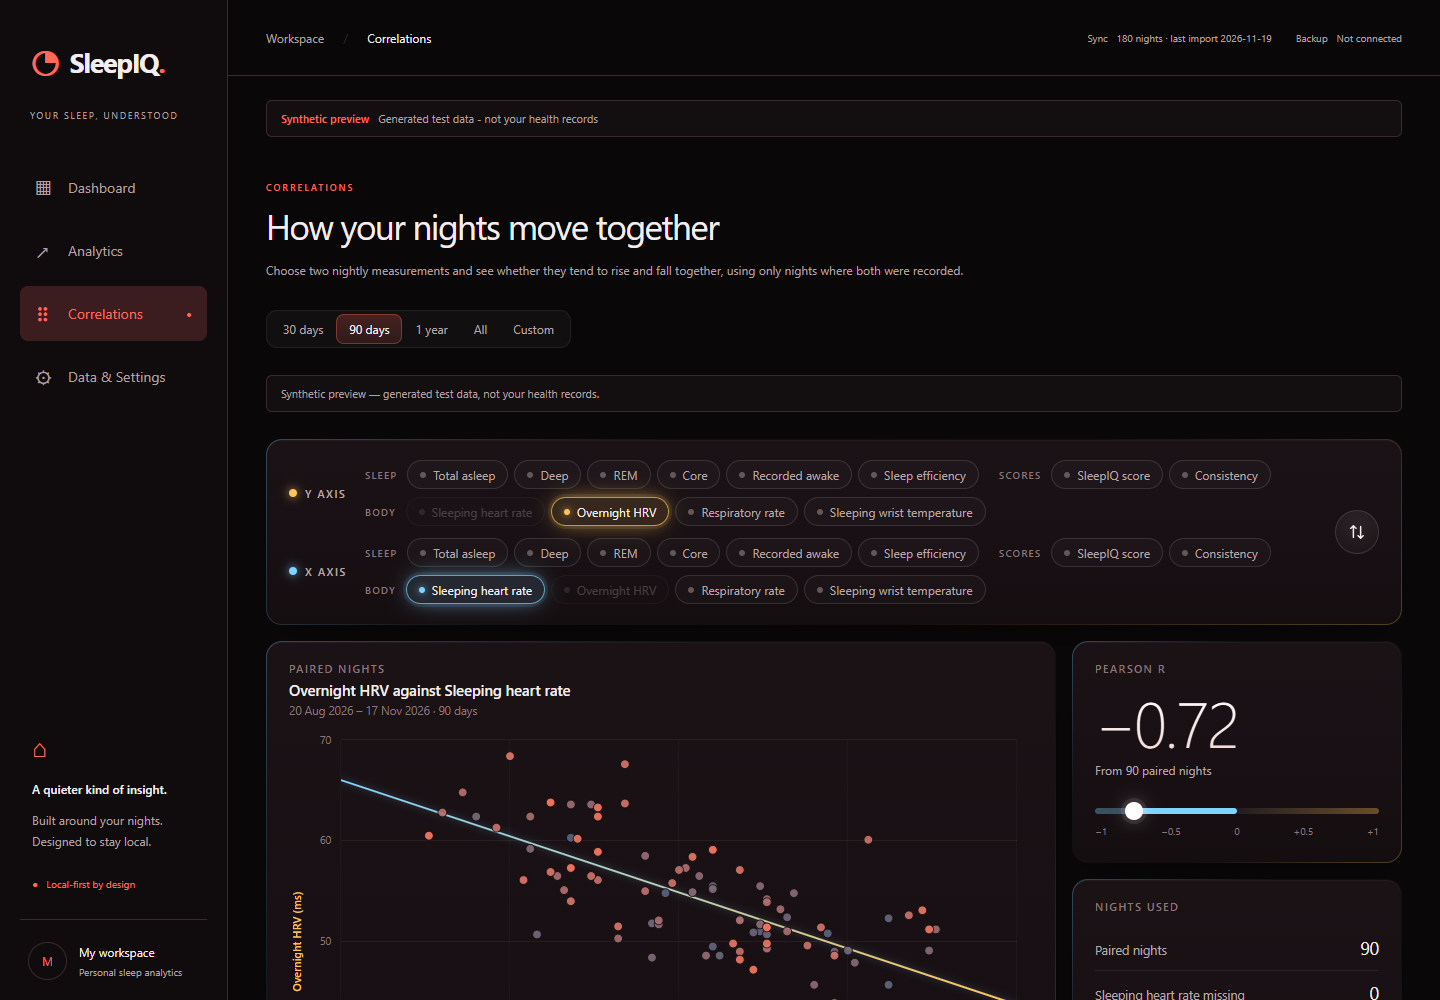 SleepIQ.
YOUR SLEEP, UNDERSTOOD
Dashboard
Analytics
Correlations
Data & Settings
A quieter kind of insight.
Built around your nights.
Designed to stay local.
Local-first by design
M
My workspace
Personal sleep analytics
Workspace / Correlations
Sync 180 nights · last import 2026-11-19 Backup Not connected
Synthetic preview Generated test data - not your health records
CORRELATIONS
How your nights move together
Choose two nightly measurements and see whether they tend to rise and fall together, using only nights where both were recorded.
30 days 90 days 1 year All Custom
Synthetic preview — generated test data, not your health records.
Y AXIS
SLEEP Total asleep Deep REM Core Recorded awake Sleep efficiency SCORES SleepIQ score Consistency
BODY Sleeping heart rate Overnight HRV Respiratory rate Sleeping wrist temperature
X AXIS
SLEEP Total asleep Deep REM Core Recorded awake Sleep efficiency SCORES SleepIQ score Consistency
BODY Sleeping heart rate Overnight HRV Respiratory rate Sleeping wrist temperature
PAIRED NIGHTS
Overnight HRV against Sleeping heart rate
20 Aug 2026 – 17 Nov 2026 · 90 days
70
60
50
Overnight HRV (ms)
PEARSON R
−0.72
From 90 paired nights
−1 −0.5 0 +0.5 +1
NIGHTS USED
Paired nights 90
Sleeping heart rate missing 0